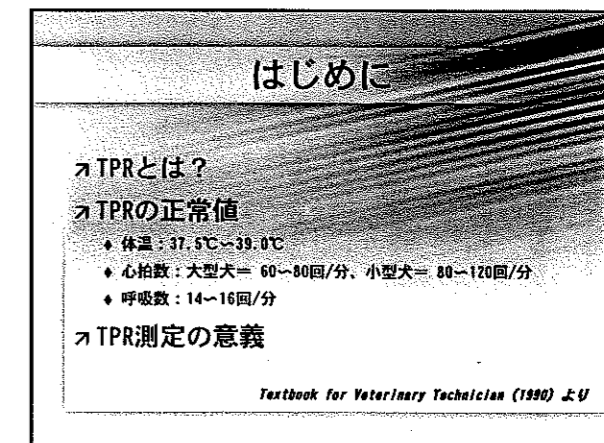 はじめに
TPRとは？
TPRの正常値
体温：37.5℃〜39.0℃
心拍数：大型犬＝ 60〜80回/分、小型犬＝ 80〜120回/分
呼吸数：14〜16回/分
TPR測定の意義
Textbook for Veterinary Technician (1990) より